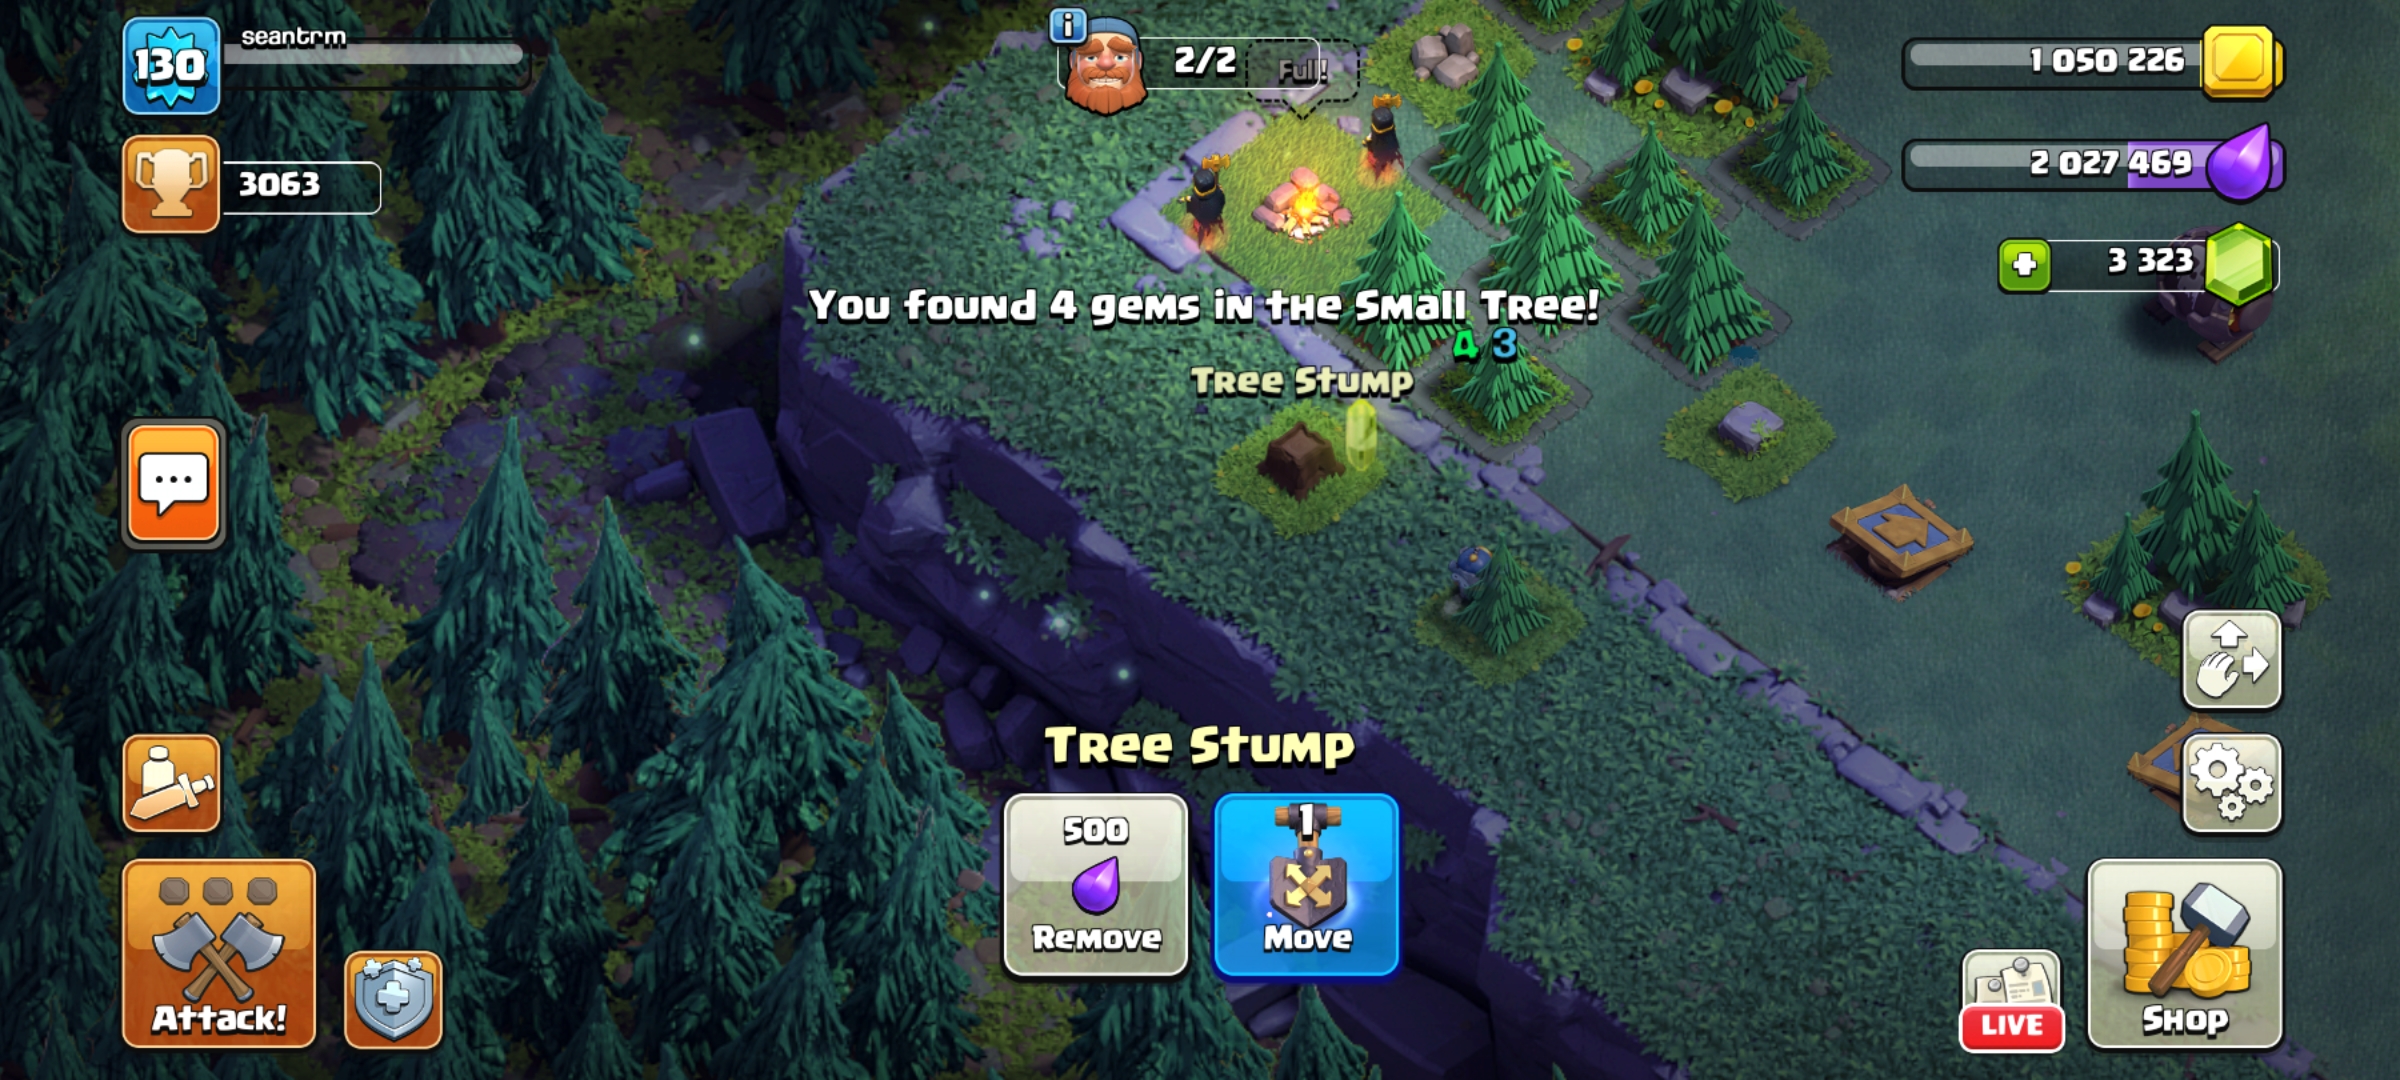 130
seantrm
i
2/2
Full!
1 050 226
3063
2 027 469
3 323
You found 4 gems in the Small Tree!
4 3
Tree Stump
Tree Stump
500
Remove
1
Move
Attack!
LIVE
Shop